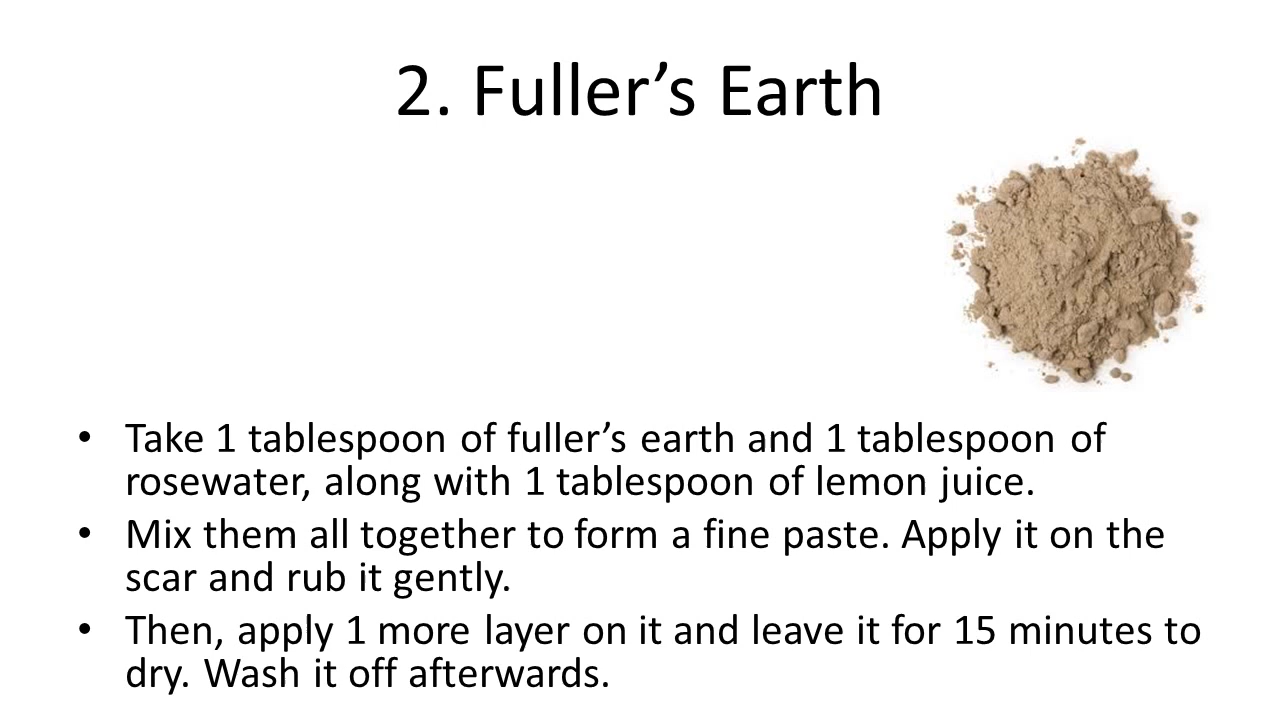 2. Fuller’s Earth
• Take 1 tablespoon of fuller’s earth and 1 tablespoon of
rosewater, along with 1 tablespoon of lemon juice.
• Mix them all together to form a fine paste. Apply it on the
scar and rub it gently.
• Then, apply 1 more layer on it and leave it for 15 minutes to
dry. Wash it off afterwards.